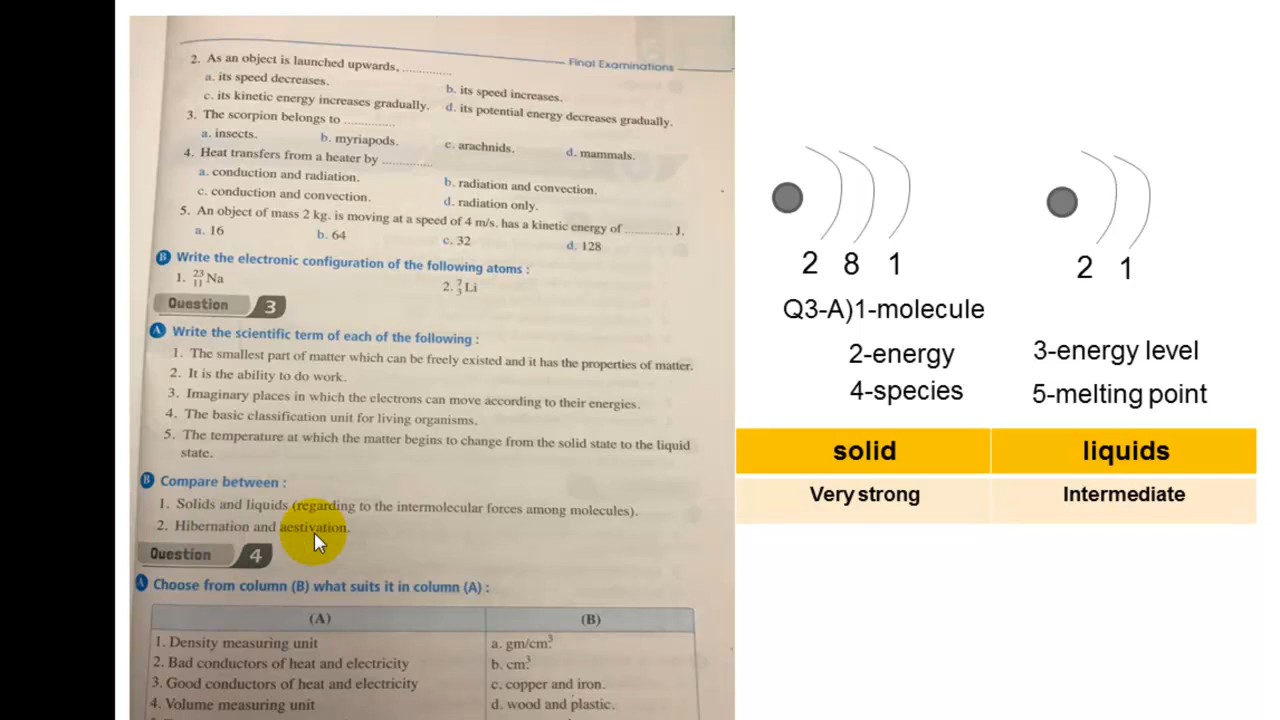 Final Examinations
2. As an object is launched upwards, ..............
a. its speed decreases.
b. its speed increases.
c. its kinetic energy increases gradually.
d. its potential energy decreases gradually.
3. The scorpion belongs to ..............
a. insects.
b. myriapods.
c. arachnids.
d. mammals.
4. Heat transfers from a heater by ..............
a. conduction and radiation.
b. radiation and convection.
c. conduction and convection.
d. radiation only.
5. An object of mass 2 kg. is moving at a speed of 4 m/s. has a kinetic energy of .............. J.
a. 16
b. 64
c. 32
d. 128
B Write the electronic configuration of the following atoms :
1. ²³₁₁Na
2. ⁷₃Li
Question 3
A Write the scientific term of each of the following :
1. The smallest part of matter which can be freely existed and it has the properties of matter.
2. It is the ability to do work.
3. Imaginary places in which the electrons can move according to their energies.
4. The basic classification unit for living organisms.
5. The temperature at which the matter begins to change from the solid state to the liquid
state.
B Compare between :
1. Solids and liquids (regarding to the intermolecular forces among molecules).
2. Hibernation and aestivation.
Question 4
A Choose from column (B) what suits it in column (A) :
(A) (B)
1. Density measuring unit a. gm/cm³.
2. Bad conductors of heat and electricity b. cm³.
3. Good conductors of heat and electricity c. copper and iron.
4. Volume measuring unit d. wood and plastic.
2 8 1
2 1
Q3-A)1-molecule
2-energy
3-energy level
4-species
5-melting point
solid liquids
Very strong Intermediate